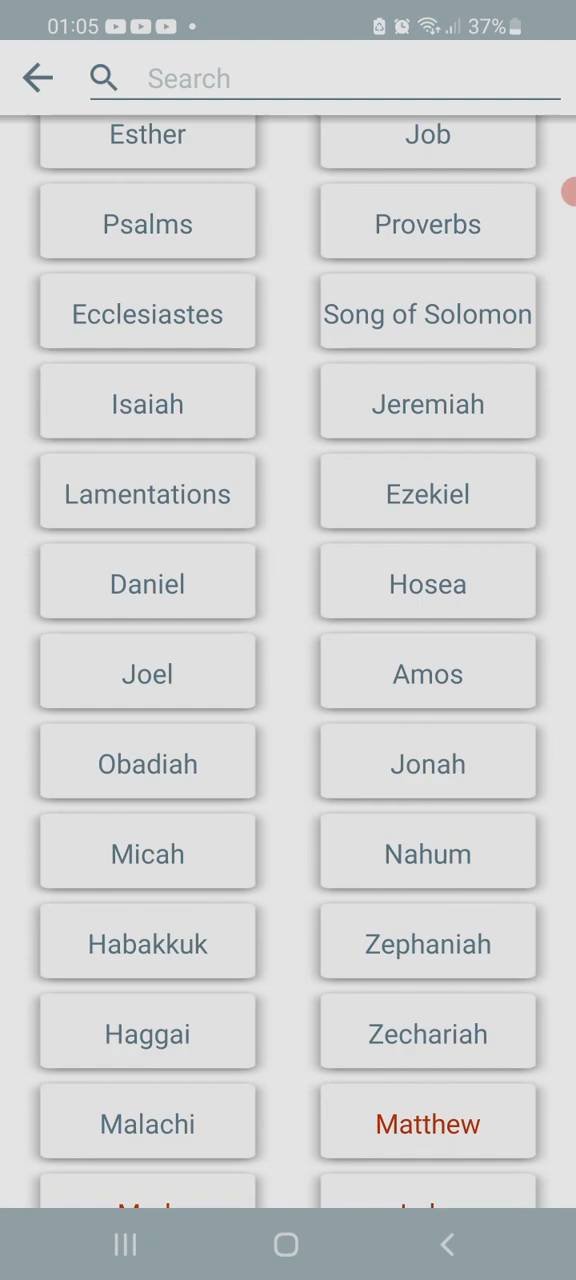 01:05 37%
Search
Esther Job
Psalms Proverbs
Ecclesiastes Song of Solomon
Isaiah Jeremiah
Lamentations Ezekiel
Daniel Hosea
Joel Amos
Obadiah Jonah
Micah Nahum
Habakkuk Zephaniah
Haggai Zechariah
Malachi Matthew